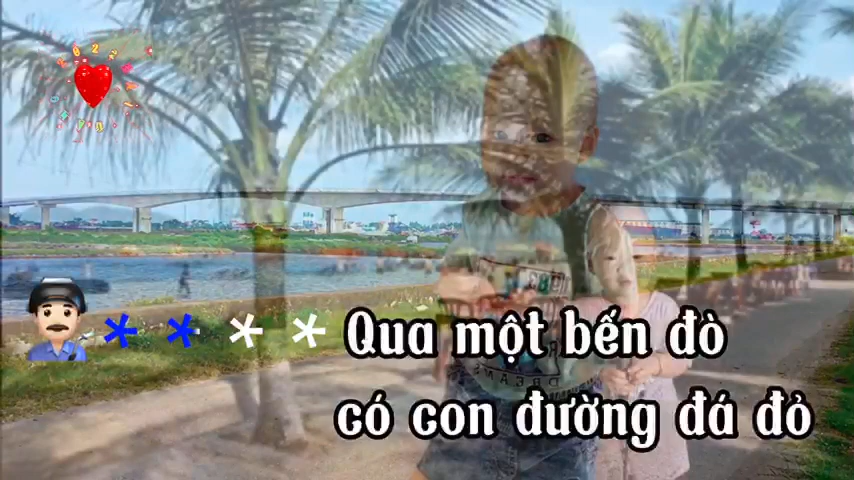 * * * * Qua một bến đò
có con đường đá đỏ